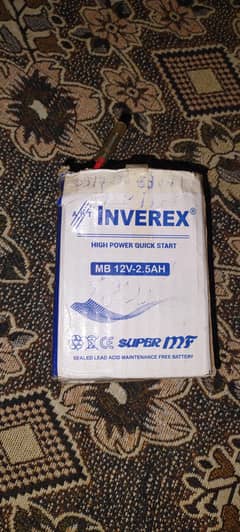 INVEREX®
HIGH POWER QUICK START
MB 12V-2.5AH
SUPER MF
SEALED LEAD ACID MAINTENANCE FREE BATTERY